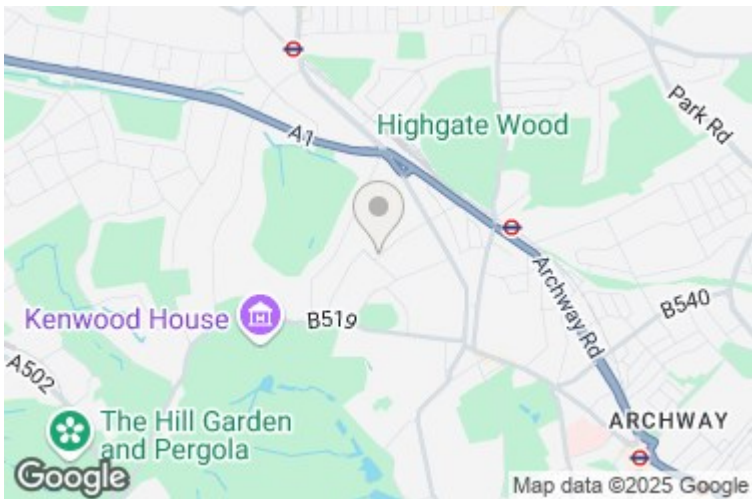 A1
Highgate Wood
Park Rd
Kenwood House
B519
Archway Rd
B540
A502
The Hill Garden
and Pergola
ARCHWAY
Google
Map data ©2025 Google